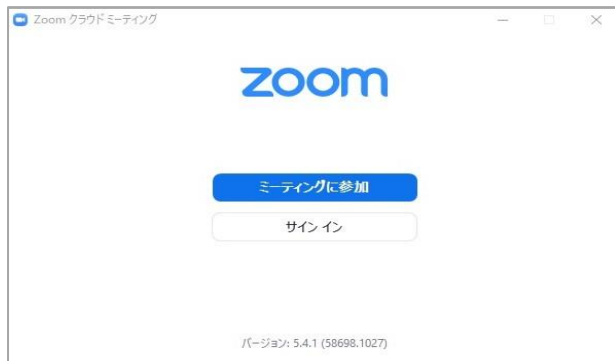 Zoom クラウド ミーティング
zoom
ミーティングに参加
サイン イン
バージョン: 5.4.1 (58698.1027)